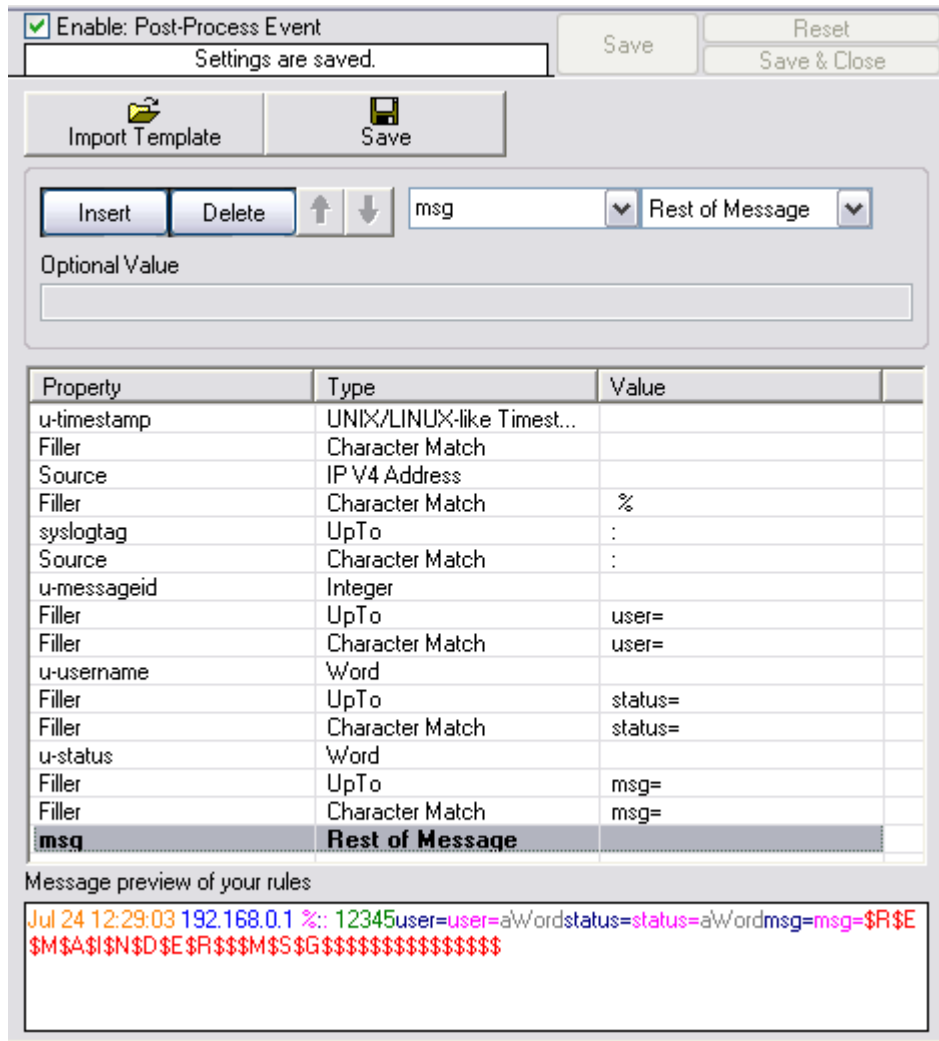 Enable: Post-Process Event
Settings are saved.
Save
Reset
Save & Close
Import Template
Save
Insert Delete msg Rest of Message
Optional Value
Property Type Value
u-timestamp UNIX/LINUX-like Timest...
Filler Character Match
Source IP V4 Address
Filler Character Match %
syslogtag UpTo :
Source Character Match :
u-messageid Integer
Filler UpTo user=
Filler Character Match user=
u-username Word
Filler UpTo status=
Filler Character Match status=
u-status Word
Filler UpTo msg=
Filler Character Match msg=
msg Rest of Message
Message preview of your rules
Jul 24 12:29:03 192.168.0.1 %:: 12345user=user=aWordstatus=status=aWordmsg=msg=$R$E
$M$A$I$N$D$E$R$$$M$S$G$$$$$$$$$$$$$$$